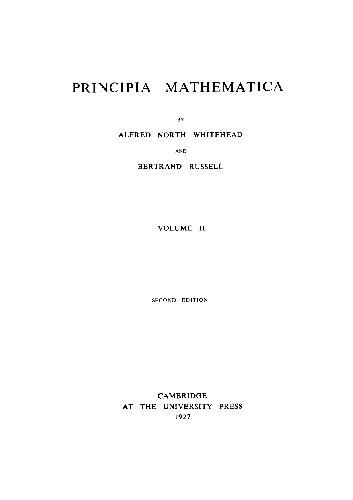 PRINCIPIA MATHEMATICA
BY
ALFRED NORTH WHITEHEAD
AND
BERTRAND RUSSELL
VOLUME II
SECOND EDITION
CAMBRIDGE
AT THE UNIVERSITY PRESS
1927